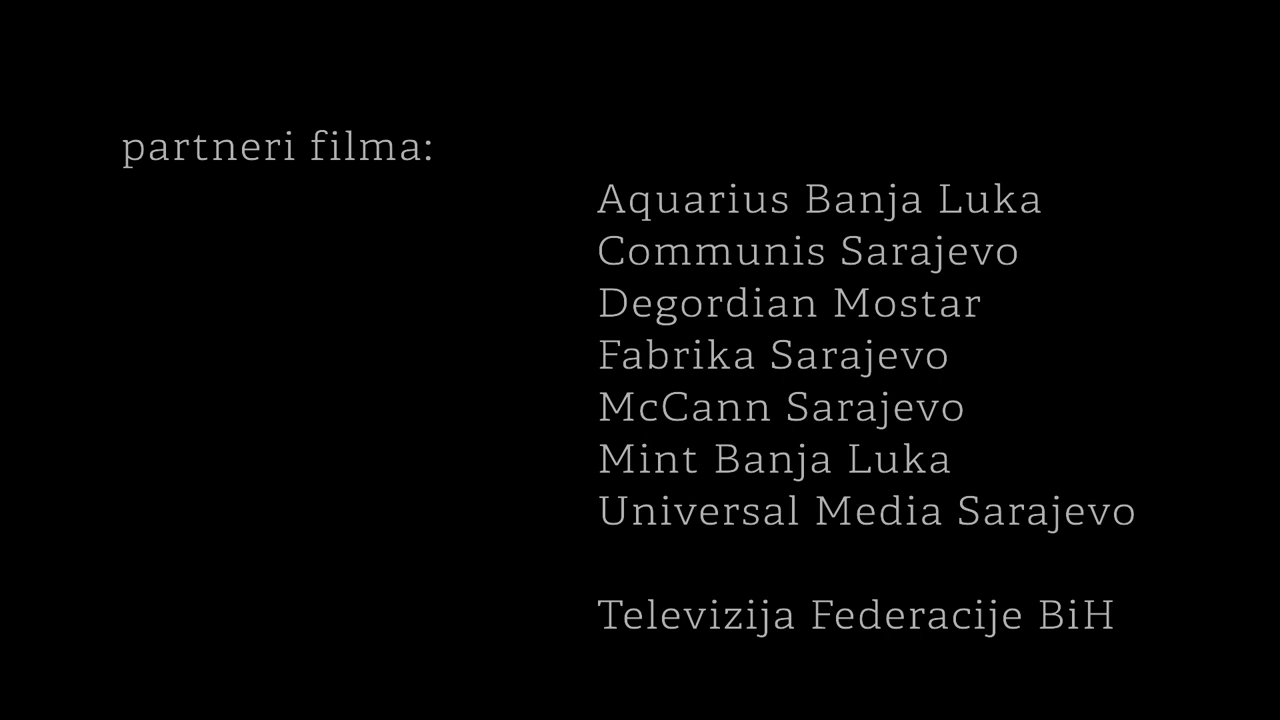 partneri filma:
Aquarius Banja Luka
Communis Sarajevo
Degordian Mostar
Fabrika Sarajevo
McCann Sarajevo
Mint Banja Luka
Universal Media Sarajevo
Televizija Federacije BiH